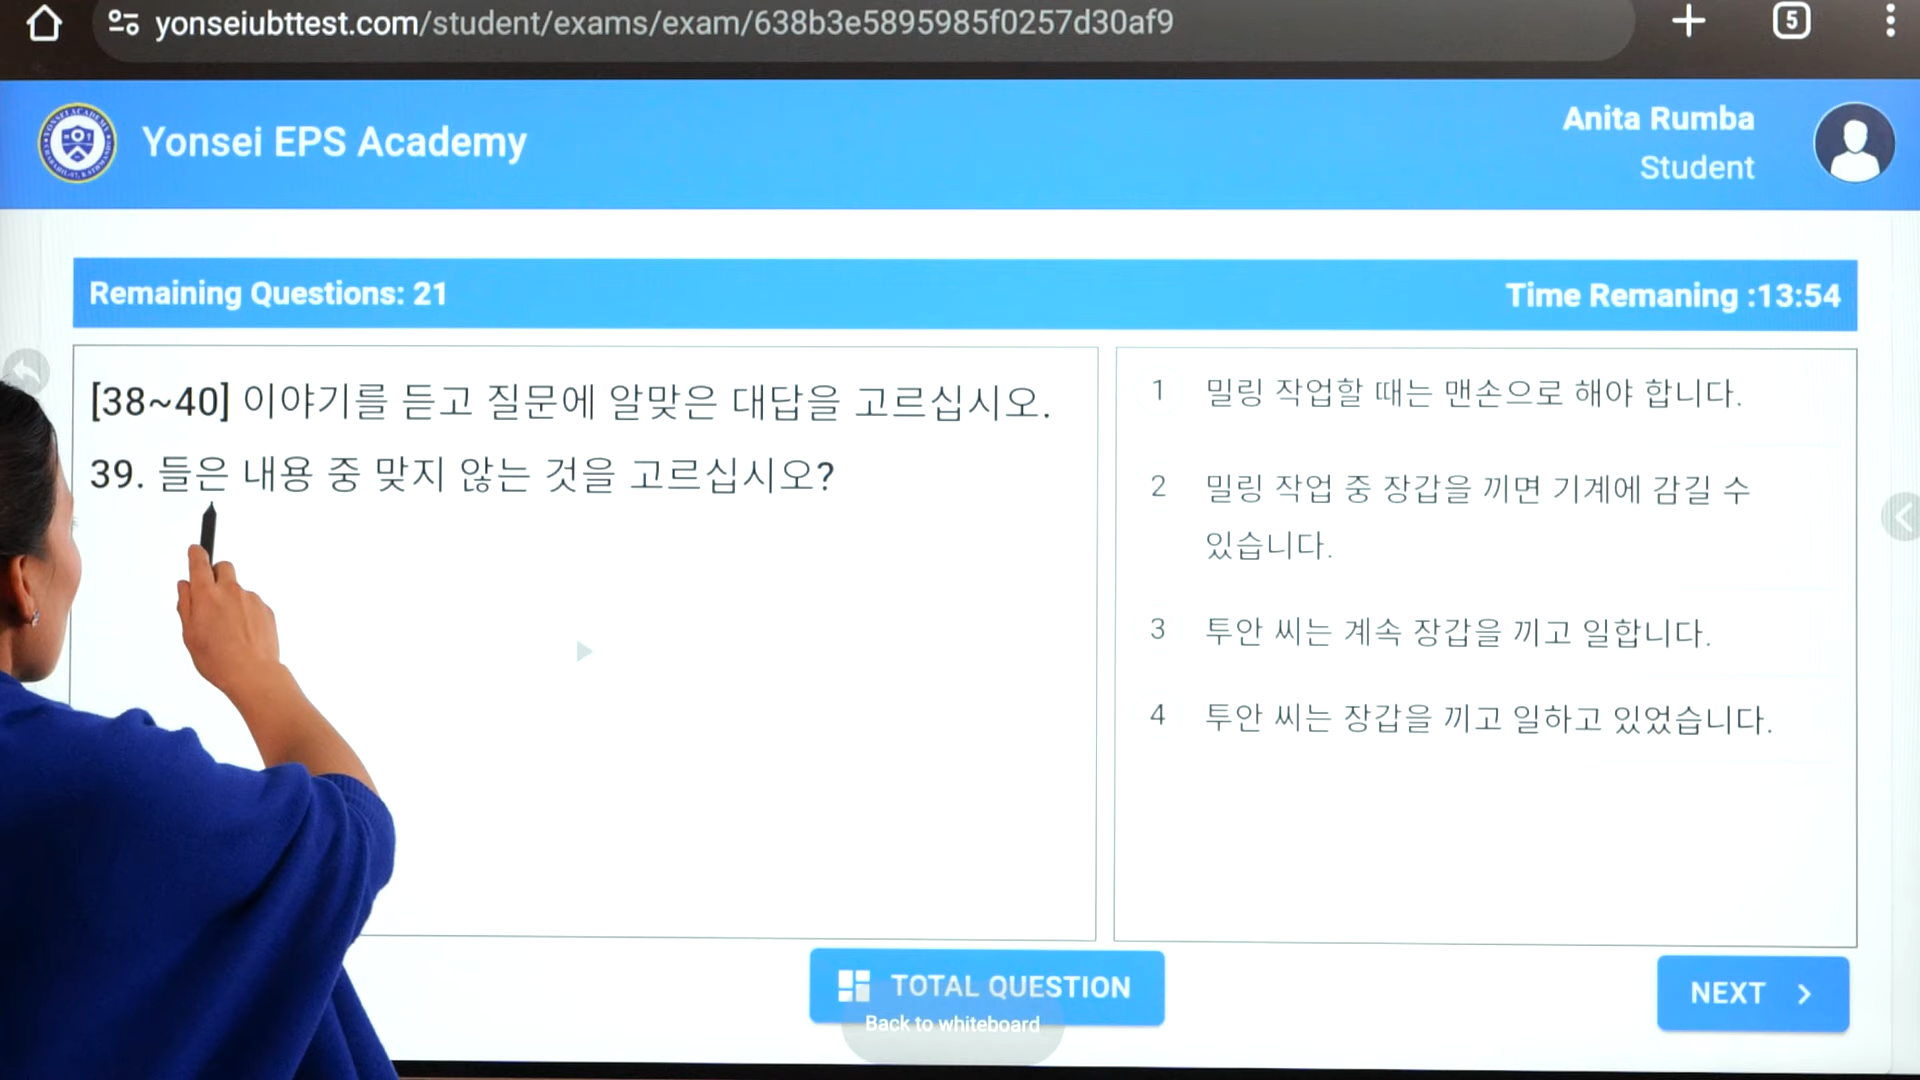 yonseiubttest.com/student/exams/exam/638b3e5895985f0257d30af9
5
Yonsei EPS Academy
Anita Rumba
Student
Remaining Questions: 21
Time Remaning :13:54
[38~40] 이야기를 듣고 질문에 알맞은 대답을 고르십시오.
39. 들은 내용 중 맞지 않는 것을 고르십시오?
1 밀링 작업할 때는 맨손으로 해야 합니다.
2 밀링 작업 중 장갑을 끼면 기계에 감길 수
있습니다.
3 투안 씨는 계속 장갑을 끼고 일합니다.
4 투안 씨는 장갑을 끼고 일하고 있었습니다.
TOTAL QUESTION
Back to whiteboard
NEXT